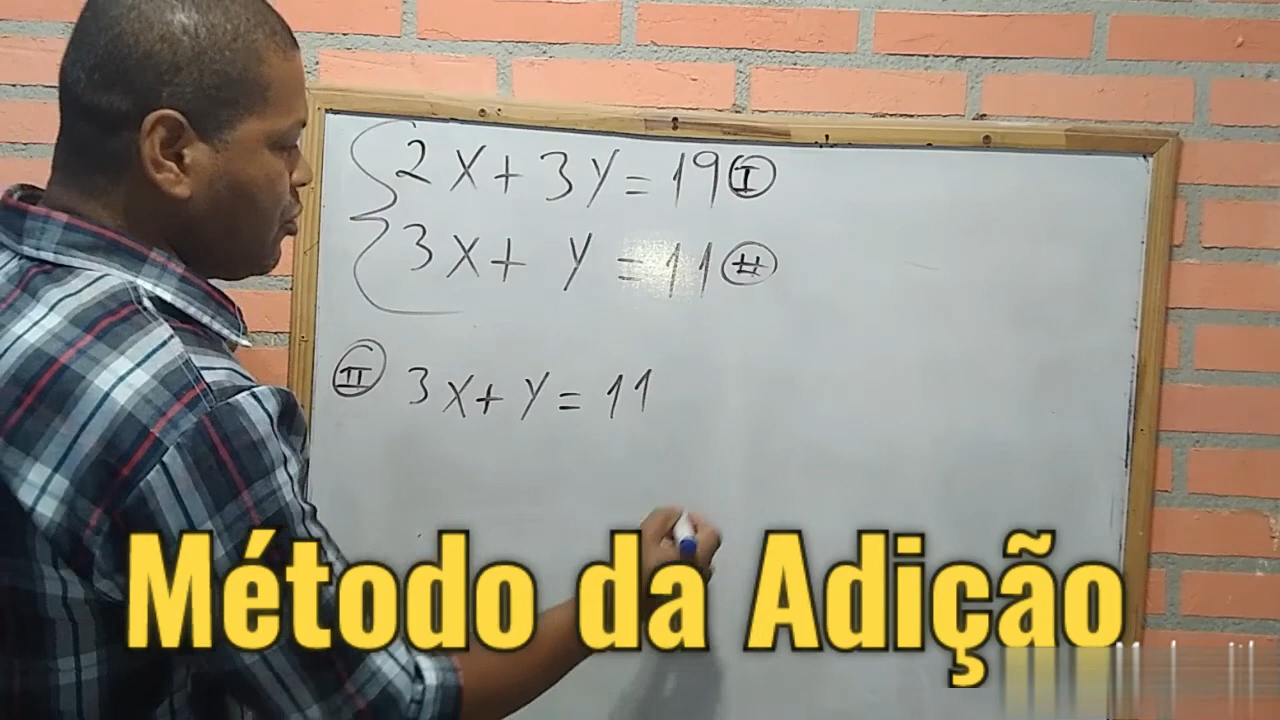 2x + 3y = 19 I
3x + y = 11 II
II 3x + y = 11
Método da Adição